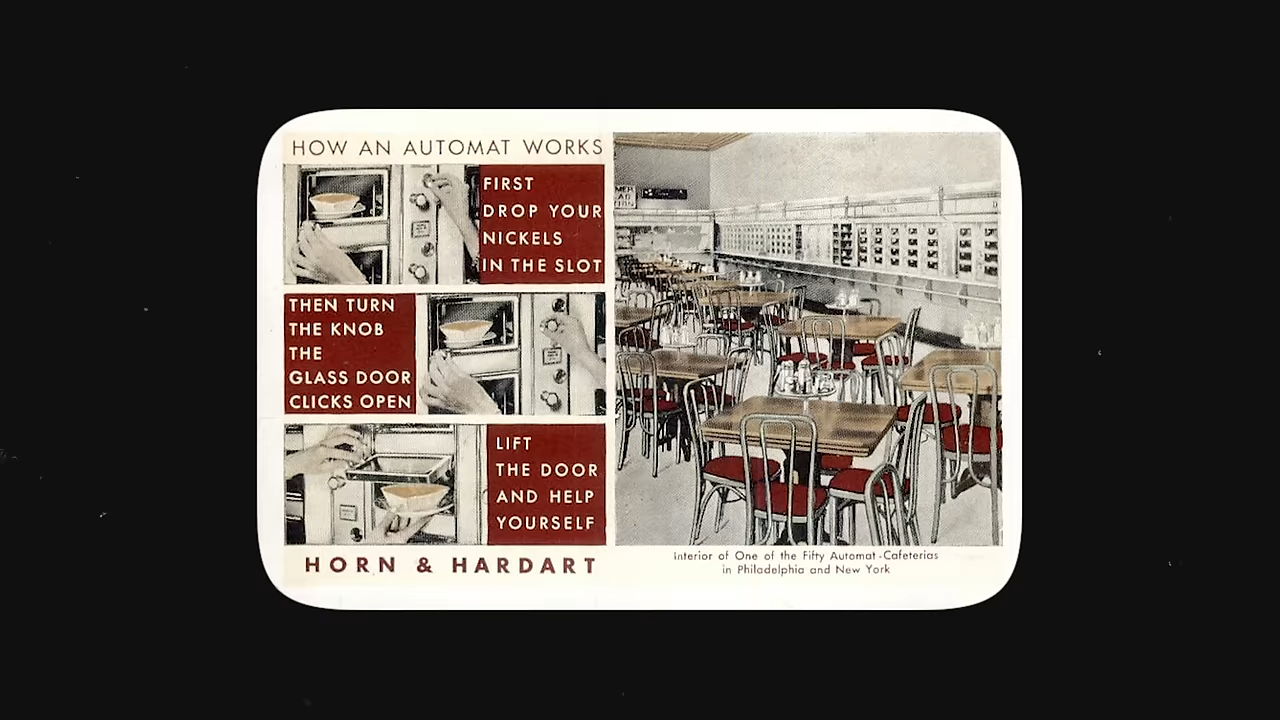 HOW AN AUTOMAT WORKS
FIRST
DROP YOUR
NICKELS
IN THE SLOT
THEN TURN
THE KNOB
THE
GLASS DOOR
CLICKS OPEN
LIFT
THE DOOR
AND HELP
YOURSELF
HORN & HARDART
Interior of One of the Fifty Automat-Cafeterias
in Philadelphia and New York